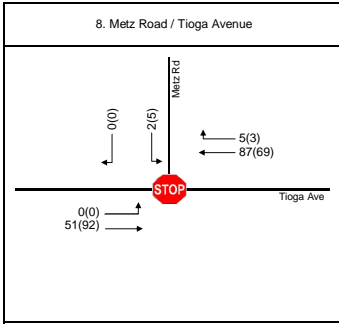 8. Metz Road / Tioga Avenue
Metz Rd
0(0)
2(5)
5(3)
87(69)
STOP
Tioga Ave
0(0)
51(92)